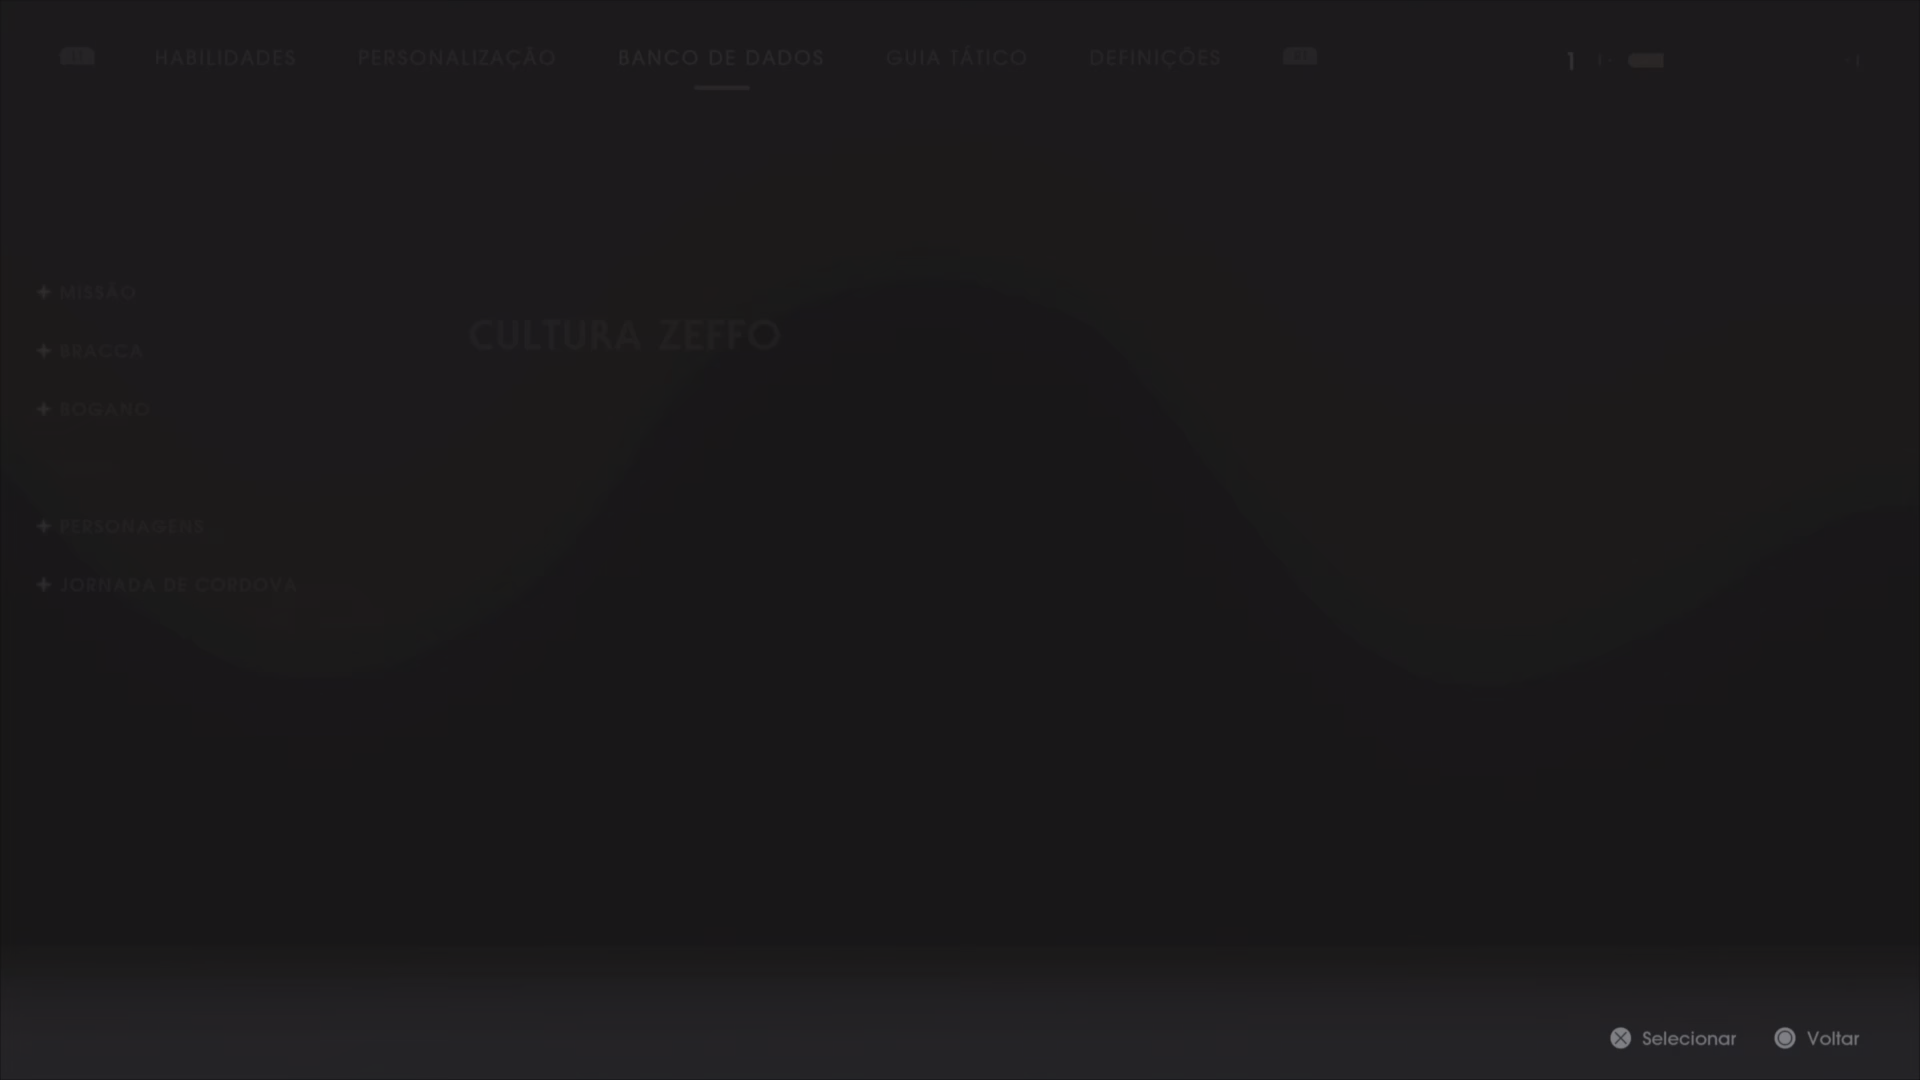 HABILIDADES PERSONALIZAÇÃO BANCO DE DADOS GUIA TÁTICO DEFINIÇÕES 1
MISSÃO
CULTURA ZEFFO
BRACCA
BOGANO
PERSONAGENS
JORNADA DE CORDOVA
Selecionar Voltar